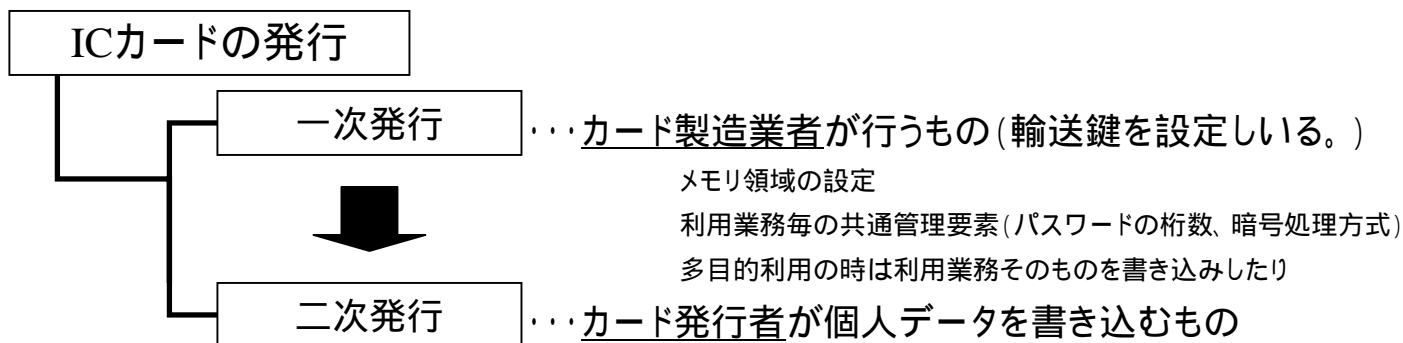 ICカードの発行
一次発行 ・・・カード製造業者が行うもの(輸送鍵を設定しいる。)
メモリ領域の設定
利用業務毎の共通管理要素(パスワードの桁数、暗号処理方式)
多目的利用の時は利用業務そのものを書き込みしたり
二次発行 ・・・カード発行者が個人データを書き込むもの